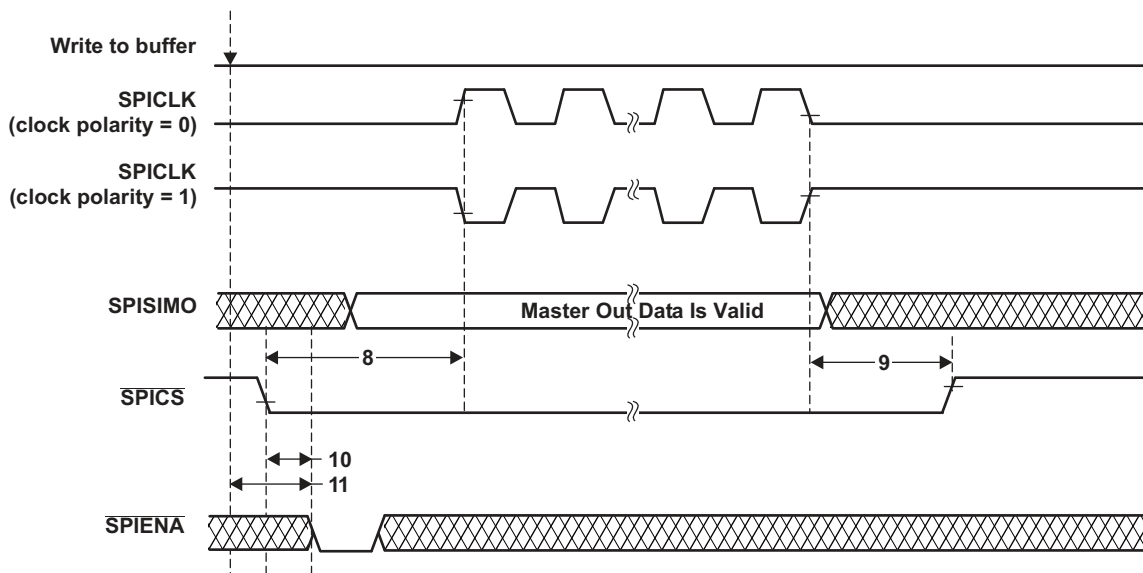 Write to buffer
SPICLK
(clock polarity = 0)
SPICLK
(clock polarity = 1)
SPISIMO
Master Out Data Is Valid
8
9
SPICS
10
11
SPIENA